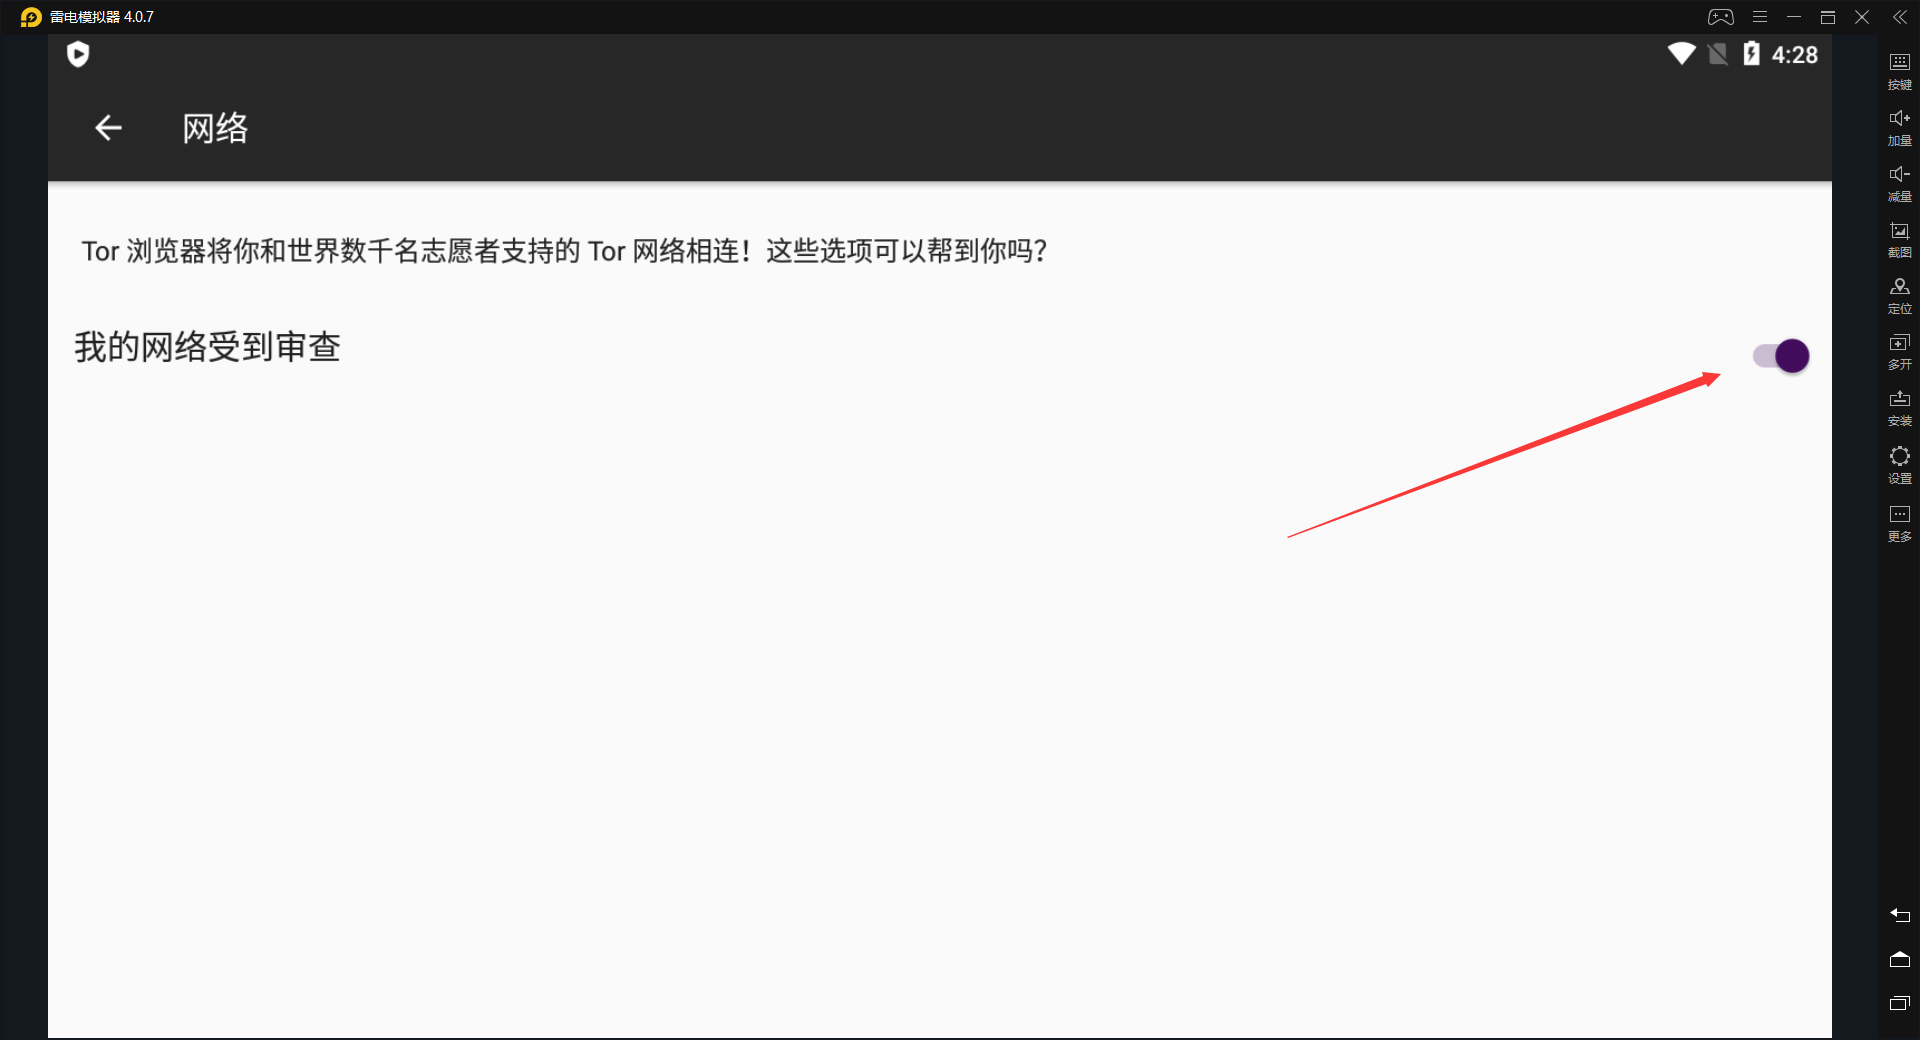 雷电模拟器 4.0.7
4:28
网络
Tor 浏览器将你和世界数千名志愿者支持的 Tor 网络相连！这些选项可以帮到你吗？
我的网络受到审查
按键
加量
减量
截图
定位
多开
安装
设置
更多